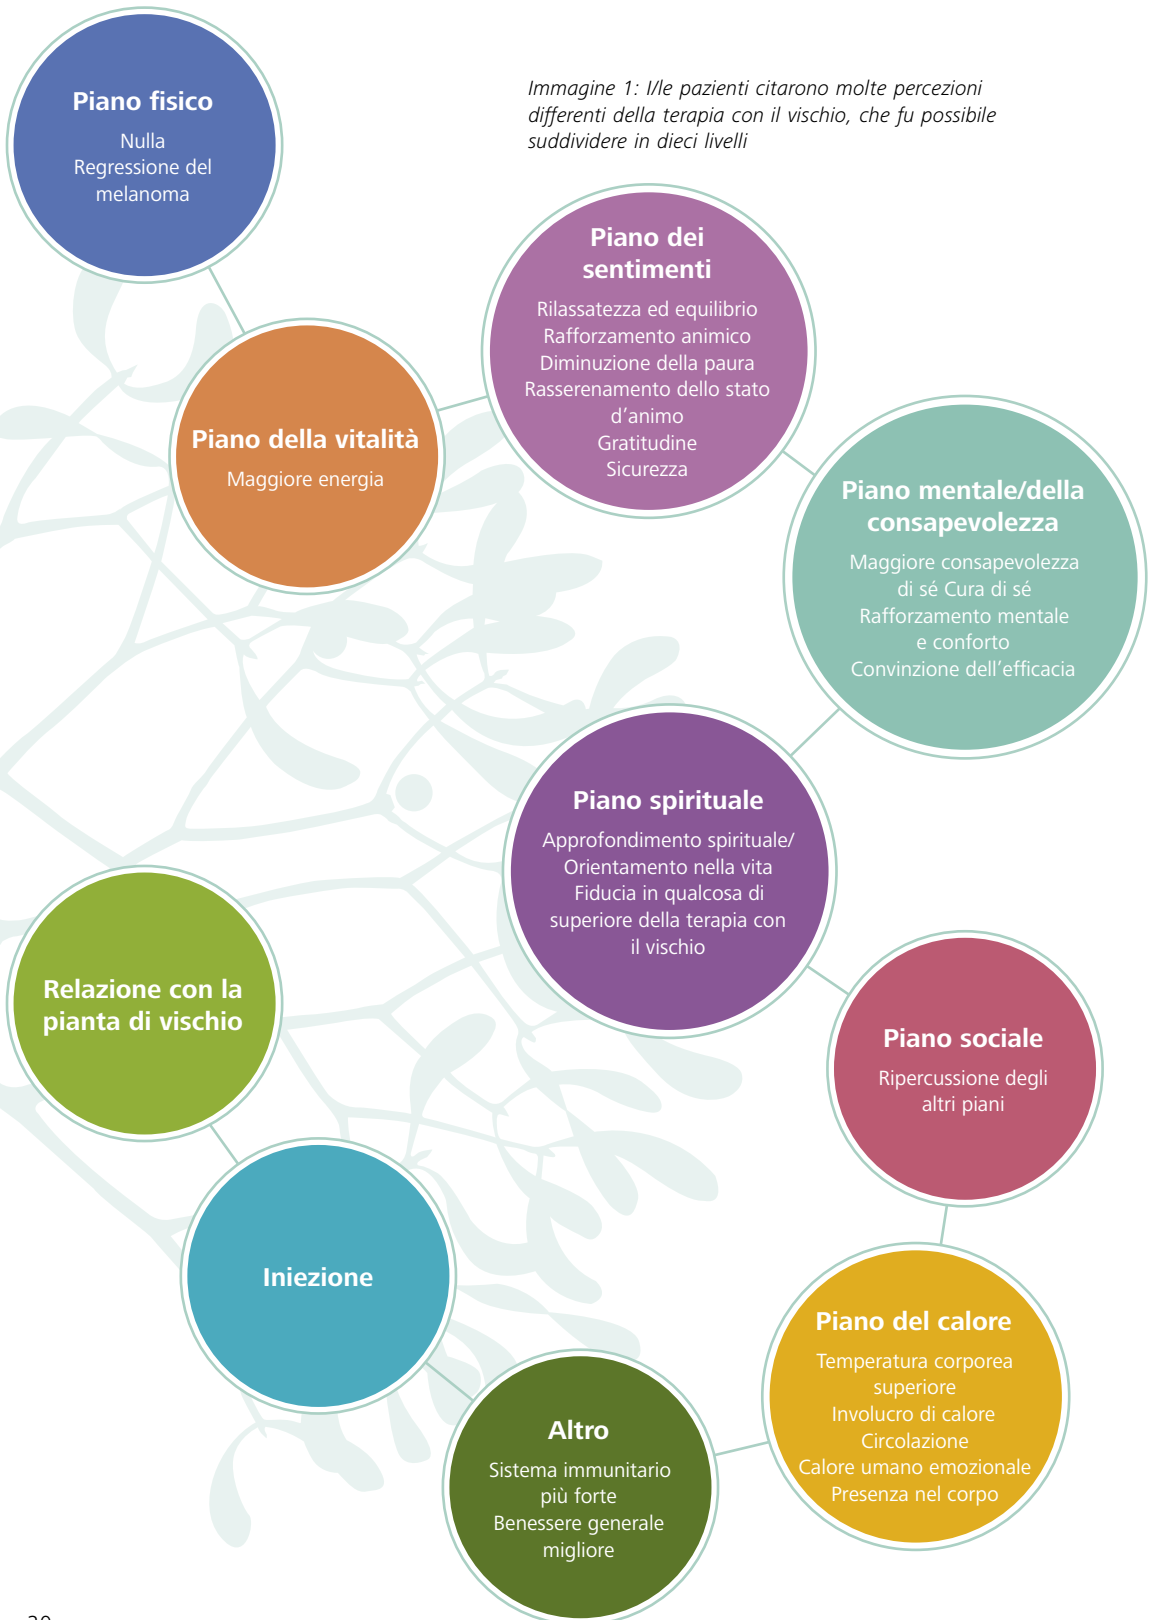 Piano fisico
Nulla
Regressione del
melanoma
Immagine 1: I/le pazienti citarono molte percezioni
differenti della terapia con il vischio, che fu possibile
suddividere in dieci livelli
Piano dei
sentimenti
Rilassatezza ed equilibrio
Rafforzamento animico
Diminuzione della paura
Rasserenamento dello stato
d’animo
Gratitudine
Sicurezza
Piano della vitalità
Maggiore energia
Piano mentale/della
consapevolezza
Maggiore consapevolezza
di sé Cura di sé
Rafforzamento mentale
e conforto
Convinzione dell’efficacia
Piano spirituale
Approfondimento spirituale/
Orientamento nella vita
Fiducia in qualcosa di
superiore della terapia con
il vischio
Relazione con la
pianta di vischio
Piano sociale
Ripercussione degli
altri piani
Iniezione
Piano del calore
Temperatura corporea
superiore
Involucro di calore
Circolazione
Calore umano emozionale
Presenza nel corpo
Altro
Sistema immunitario
più forte
Benessere generale
migliore